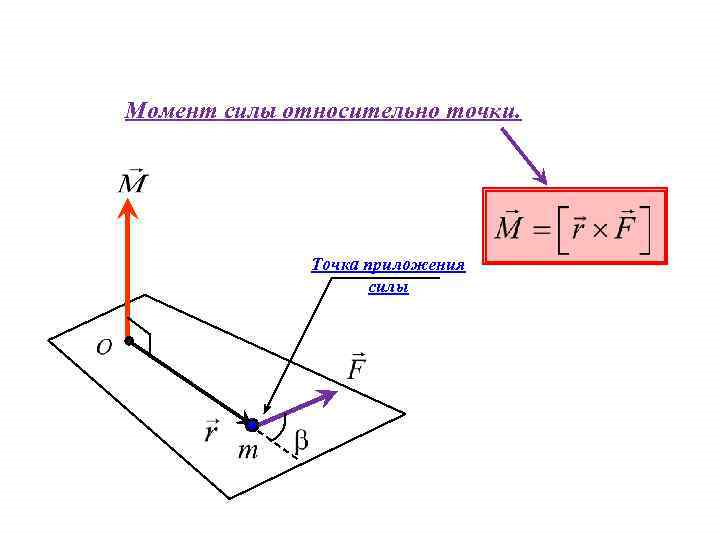 Момент силы относительно точки.
M⃗
M⃗ = [r⃗ × F⃗]
Точка приложения
силы
O
F⃗
r⃗
m
β